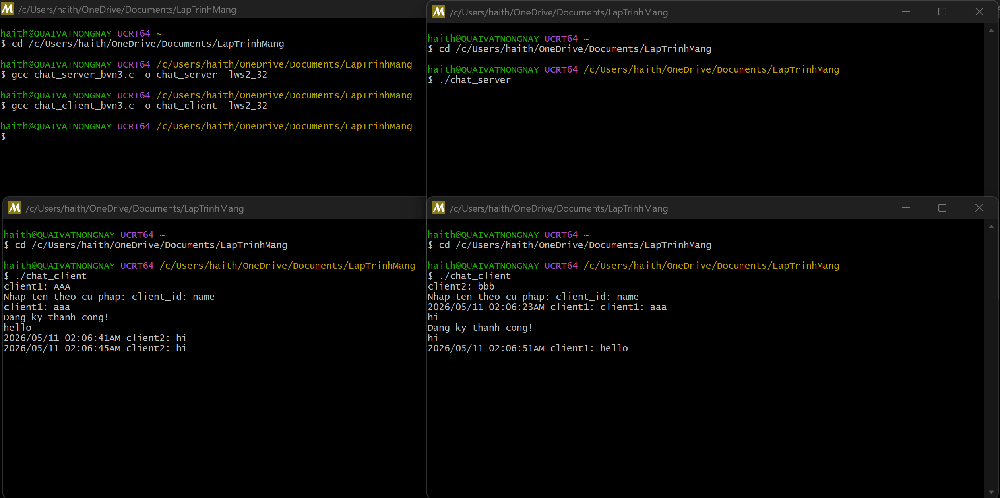 /c/Users/haith/OneDrive/Documents/LapTrinhMang
haith@QUAIVATNONGNAY UCRT64 ~
$ cd /c/Users/haith/OneDrive/Documents/LapTrinhMang
haith@QUAIVATNONGNAY UCRT64 /c/Users/haith/OneDrive/Documents/LapTrinhMang
$ gcc chat_server_bvn3.c -o chat_server -lws2_32
haith@QUAIVATNONGNAY UCRT64 /c/Users/haith/OneDrive/Documents/LapTrinhMang
$ gcc chat_client_bvn3.c -o chat_client -lws2_32
haith@QUAIVATNONGNAY UCRT64 /c/Users/haith/OneDrive/Documents/LapTrinhMang
$
/c/Users/haith/OneDrive/Documents/LapTrinhMang
haith@QUAIVATNONGNAY UCRT64 ~
$ cd /c/Users/haith/OneDrive/Documents/LapTrinhMang
haith@QUAIVATNONGNAY UCRT64 /c/Users/haith/OneDrive/Documents/LapTrinhMang
$ ./chat_server
/c/Users/haith/OneDrive/Documents/LapTrinhMang
haith@QUAIVATNONGNAY UCRT64 ~
$ cd /c/Users/haith/OneDrive/Documents/LapTrinhMang
haith@QUAIVATNONGNAY UCRT64 /c/Users/haith/OneDrive/Documents/LapTrinhMang
$ ./chat_client
client1: AAA
Nhap ten theo cu phap: client_id: name
client1: aaa
Dang ky thanh cong!
hello
2026/05/11 02:06:41AM client2: hi
2026/05/11 02:06:45AM client2: hi
/c/Users/haith/OneDrive/Documents/LapTrinhMang
haith@QUAIVATNONGNAY UCRT64 ~
$ cd /c/Users/haith/OneDrive/Documents/LapTrinhMang
haith@QUAIVATNONGNAY UCRT64 /c/Users/haith/OneDrive/Documents/LapTrinhMang
$ ./chat_client
client2: bbb
Nhap ten theo cu phap: client_id: name
2026/05/11 02:06:23AM client1: client1: aaa
hi
Dang ky thanh cong!
hi
2026/05/11 02:06:51AM client1: hello